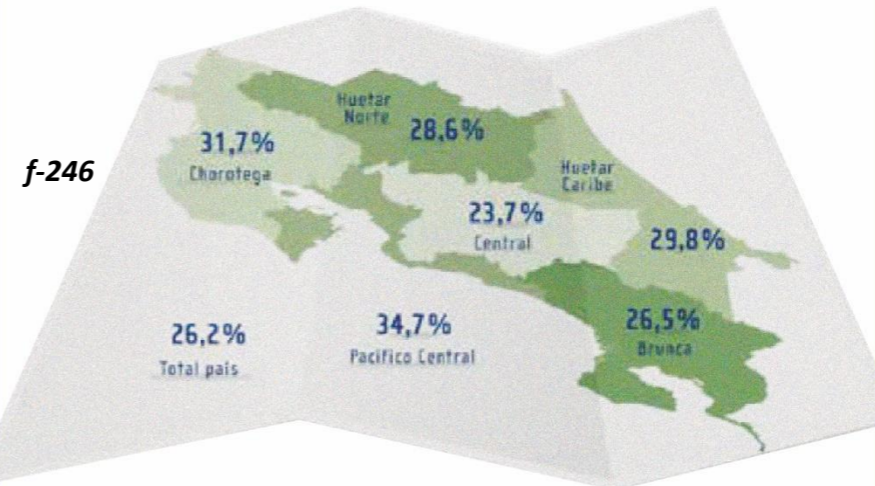 Huetar
Norte
28,6%
31,7%
Chorotega
f-246
Huetar
Caribe
23,7%
Central
29,8%
26,2%
Total país
34,7%
Pacífico Central
26,5%
Brunca